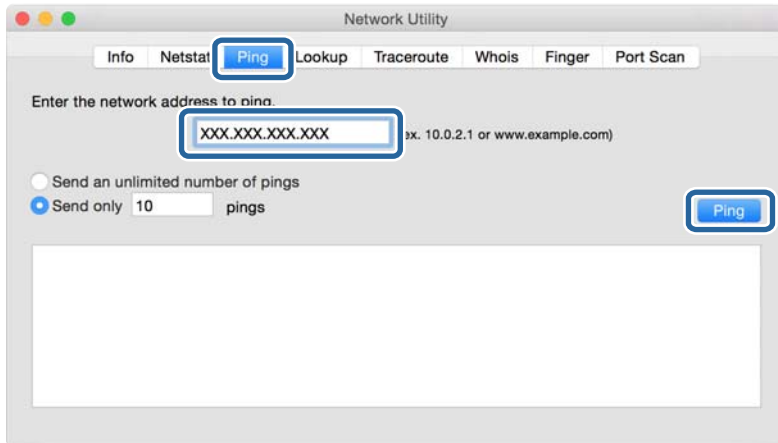 Network Utility
Info Netstat Ping Lookup Traceroute Whois Finger Port Scan
Enter the network address to ping.
XXX.XXX.XXX.XXX ex. 10.0.2.1 or www.example.com)
Send an unlimited number of pings
Send only 10 pings
Ping